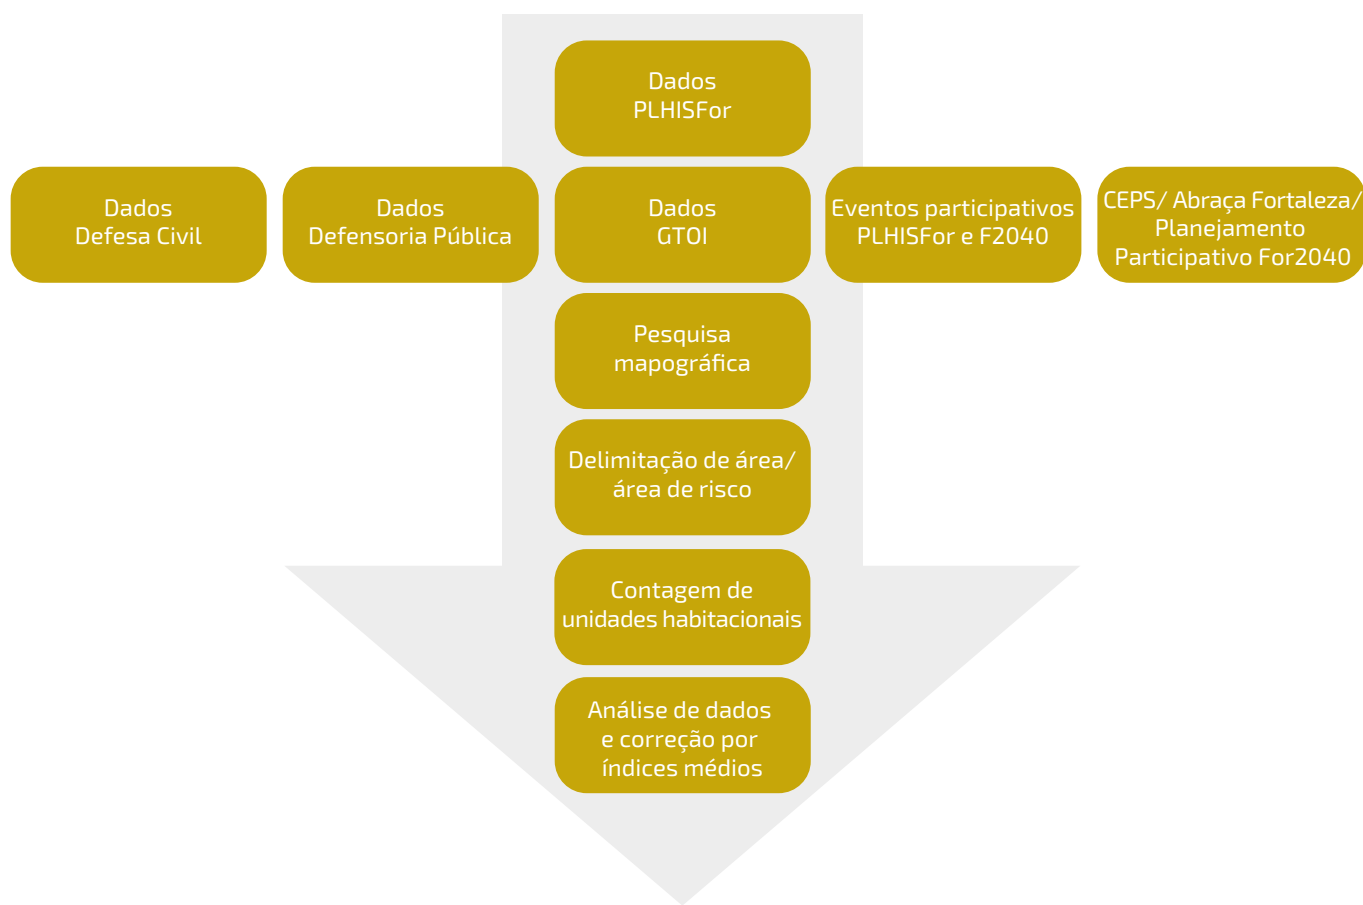 Dados
PLHISFor
Dados
Defesa Civil
Dados
Defensoria Pública
Dados
GTOI
Eventos participativos
PLHISFor e F2040
CEPS/ Abraça Fortaleza/
Planejamento
Participativo For2040
Pesquisa
mapográfica
Delimitação de área/
área de risco
Contagem de
unidades habitacionais
Análise de dados
e correção por
índices médios